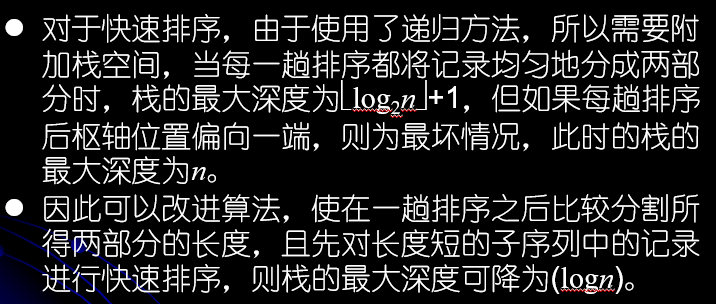 ● 对于快速排序，由于使用了递归方法，所以需要附
加栈空间，当每一趟排序都将记录均匀地分成两部
分时，栈的最大深度为⌊log₂n⌋+1，但如果每趟排序
后枢轴位置偏向一端，则为最坏情况，此时的栈的
最大深度为n。
● 因此可以改进算法，使在一趟排序之后比较分割所
得两部分的长度，且先对长度短的子序列中的记录
进行快速排序，则栈的最大深度可降为(logn)。